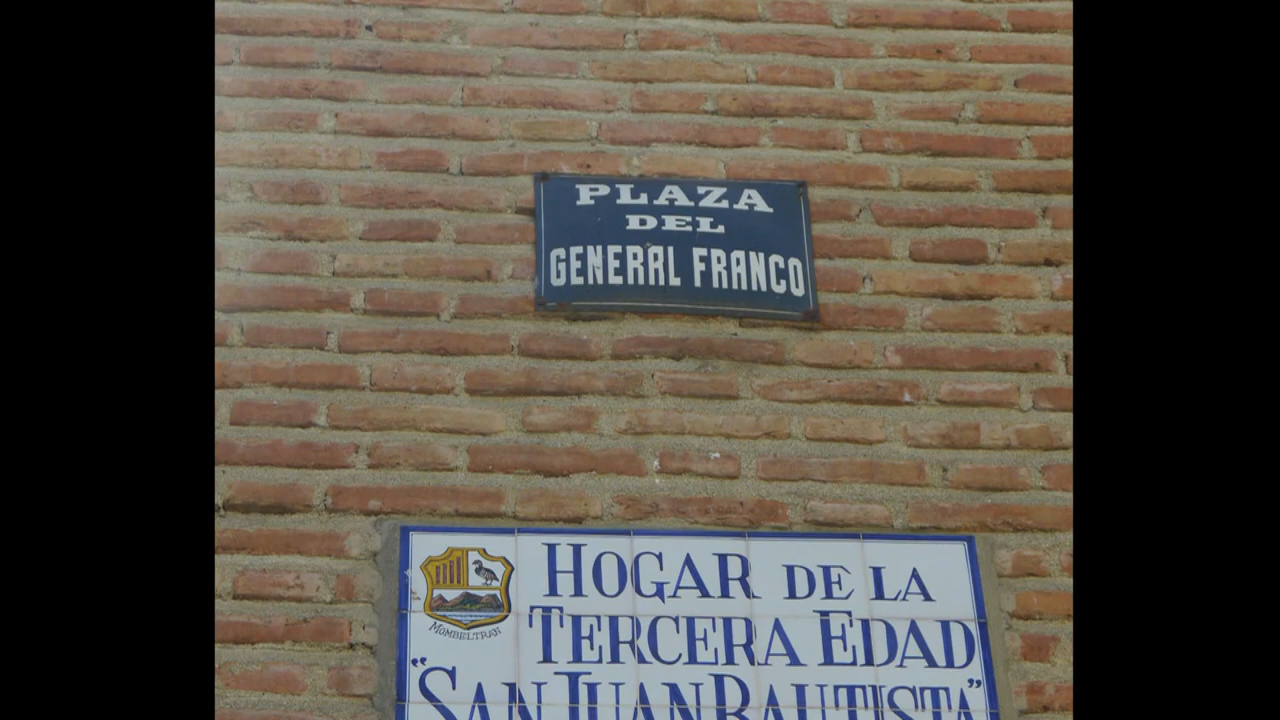 PLAZA
DEL
GENERAL FRANCO
HOGAR DE LA
TERCERA EDAD
"SAN JUAN BAUTISTA"
MOMBELTRAN